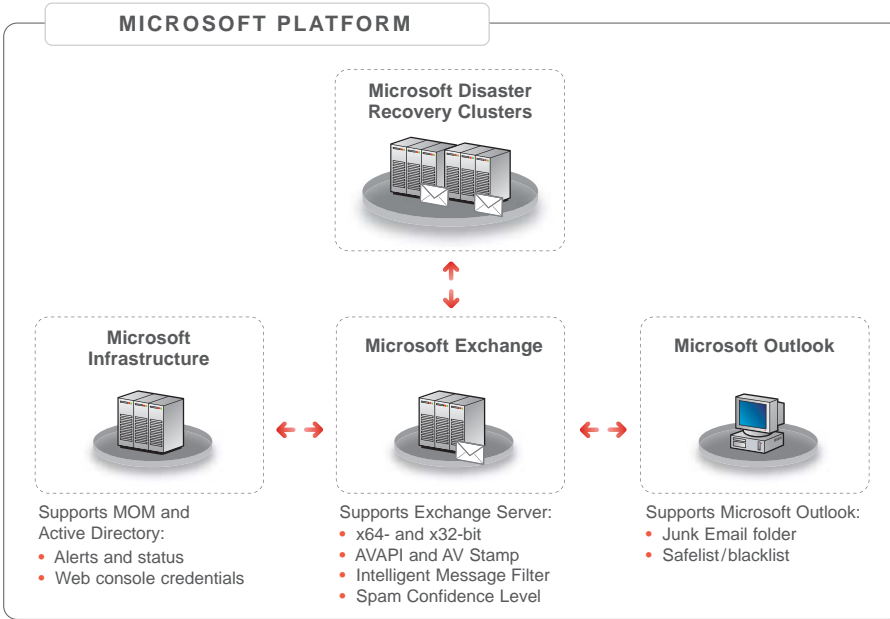 MICROSOFT PLATFORM
Microsoft Disaster
Recovery Clusters
Microsoft
Infrastructure
Microsoft Exchange
Microsoft Outlook
Supports MOM and
Active Directory:
• Alerts and status
• Web console credentials
Supports Exchange Server:
• x64- and x32-bit
• AVAPI and AV Stamp
• Intelligent Message Filter
• Spam Confidence Level
Supports Microsoft Outlook:
• Junk Email folder
• Safelist/blacklist